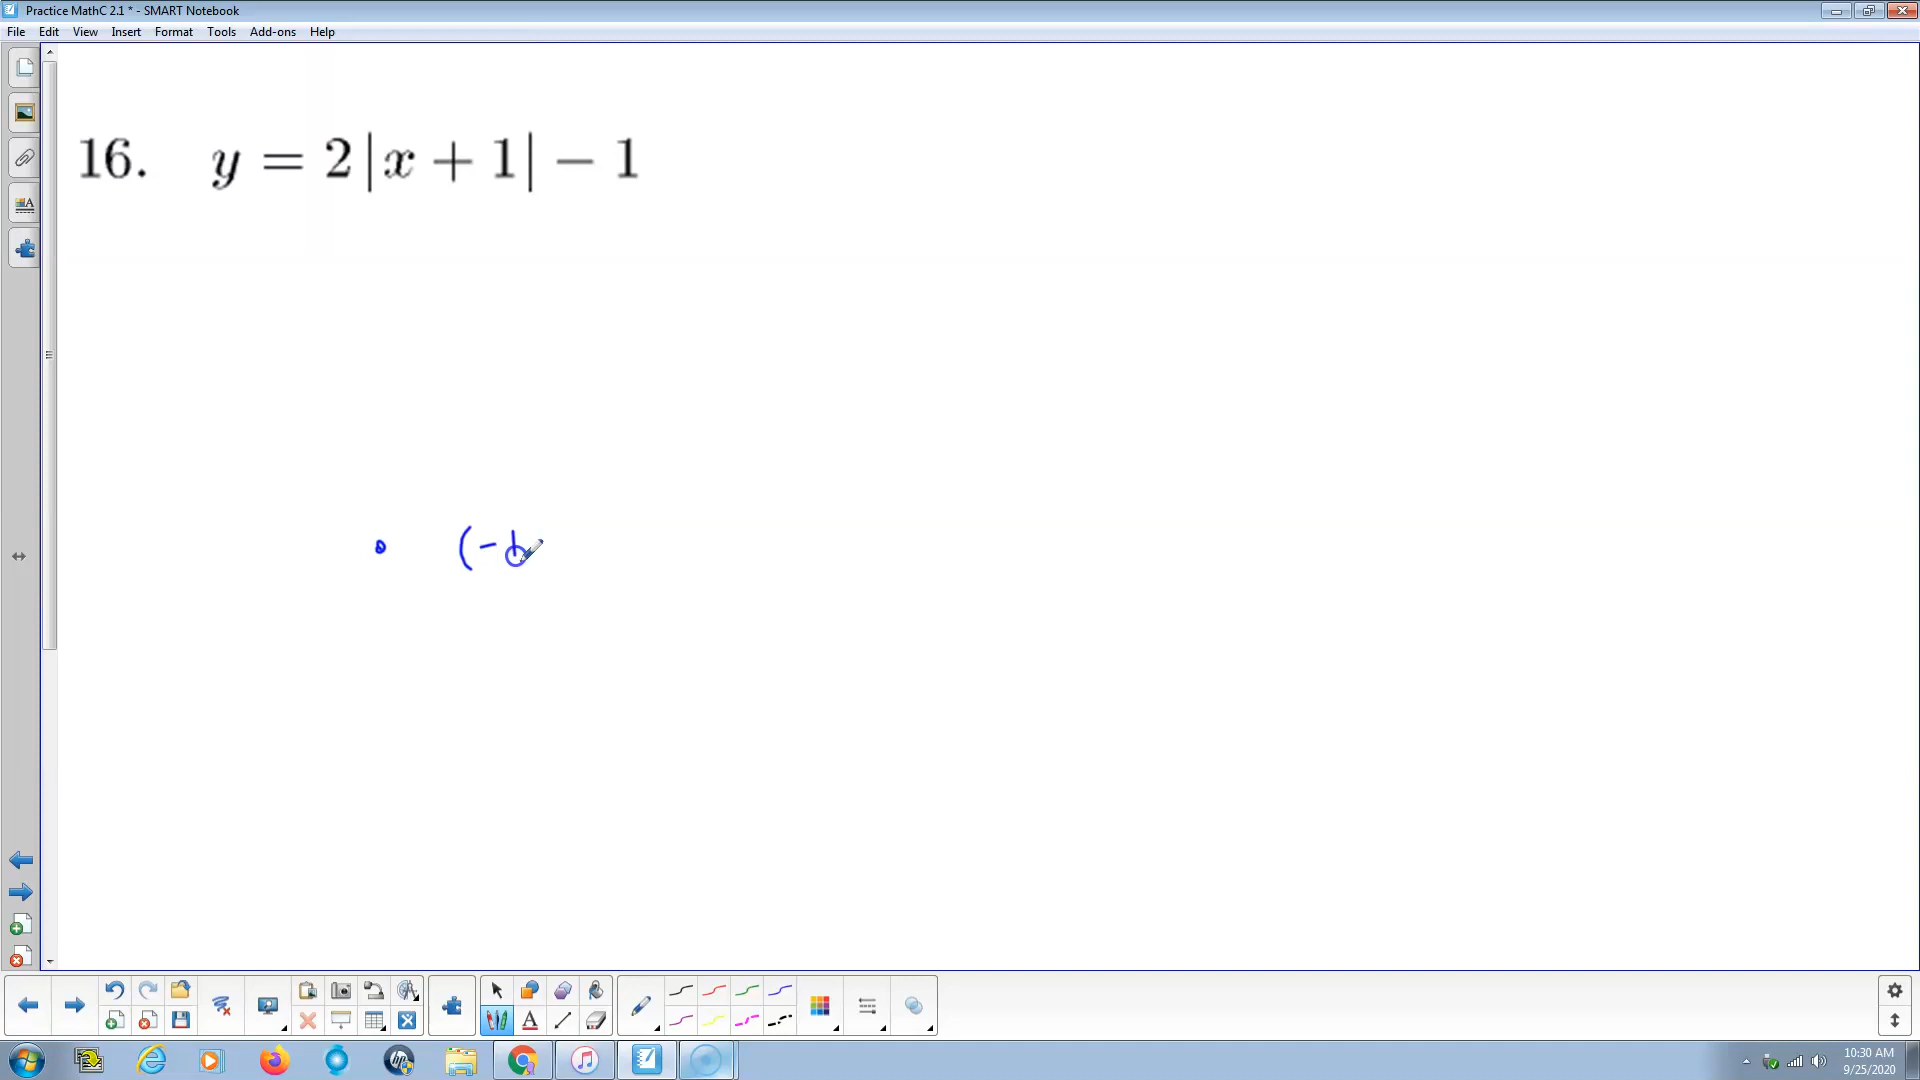 Practice MathC 2.1 * - SMART Notebook
File Edit View Insert Format Tools Add-ons Help
16. y = 2|x + 1| − 1
(-1
10:30 AM
9/25/2020